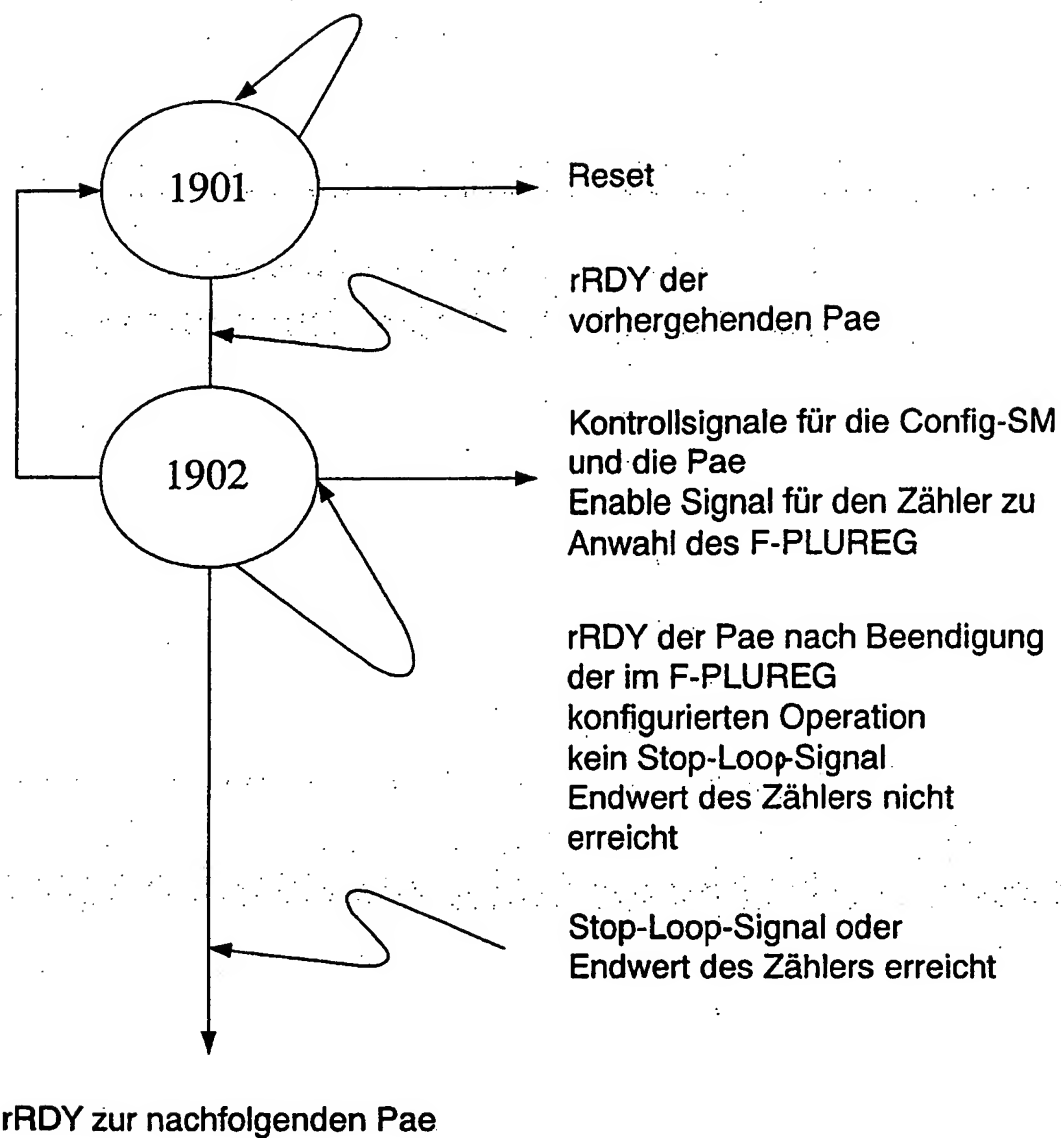 1901
Reset
rRDY der
vorhergehenden Pae
1902
Kontrollsignale für die Config-SM
und die Pae
Enable Signal für den Zähler zu
Anwahl des F-PLUREG
rRDY der Pae nach Beendigung
der im F-PLUREG
konfigurierten Operation
kein Stop-Loop-Signal
Endwert des Zählers nicht
erreicht
Stop-Loop-Signal oder
Endwert des Zählers erreicht
rRDY zur nachfolgenden Pae